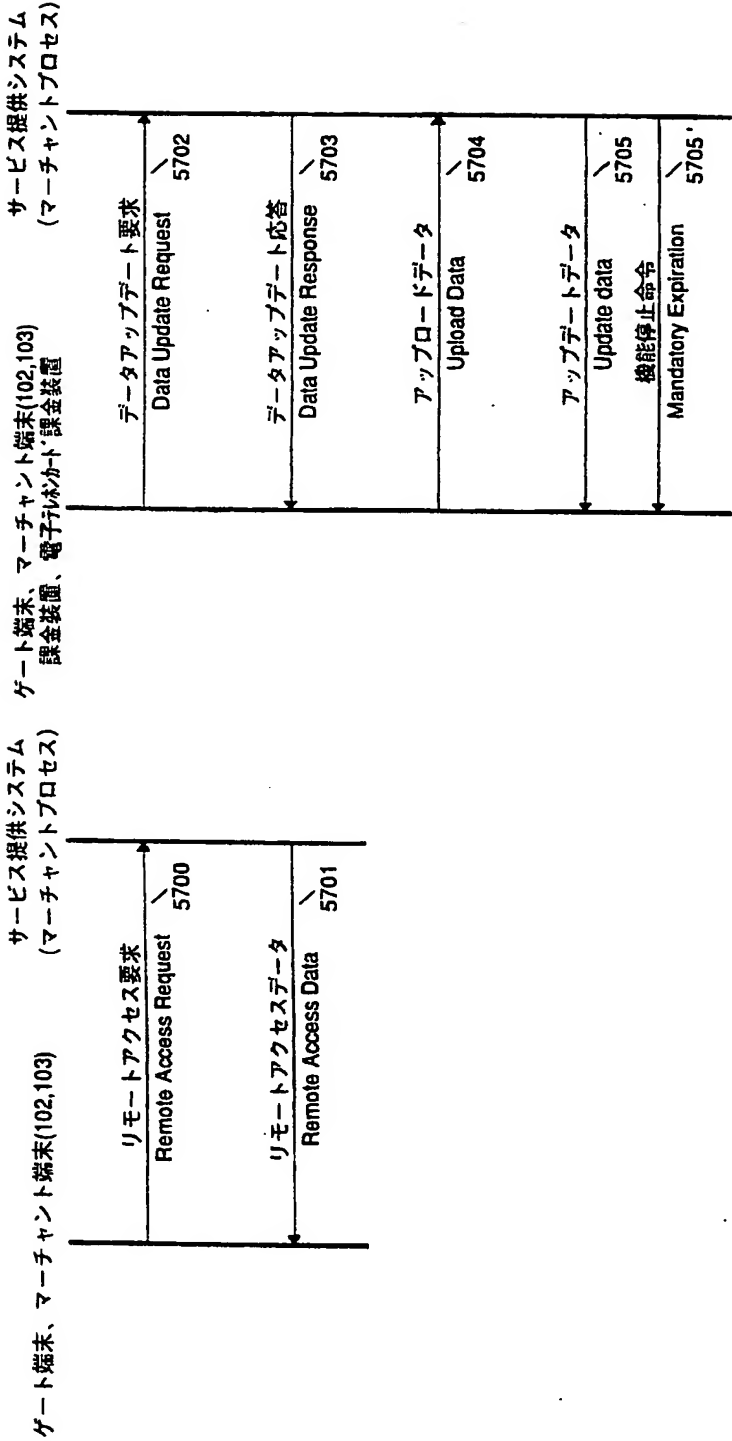 ゲート端末、マーチャント端末(102,103)
サービス提供システム
(マーチャントプロセス)
リモートアクセス要求
Remote Access Request
5700
リモートアクセスデータ
Remote Access Data
5701
ゲート端末、マーチャント端末(102,103)
課金装置、電子テレホンカード課金装置
サービス提供システム
(マーチャントプロセス)
データアップデート要求
Data Update Request
5702
データアップデート応答
Data Update Response
5703
アップロードデータ
Upload Data
5704
アップデートデータ
Update data
5705
機能停止命令
Mandatory Expiration
5705'